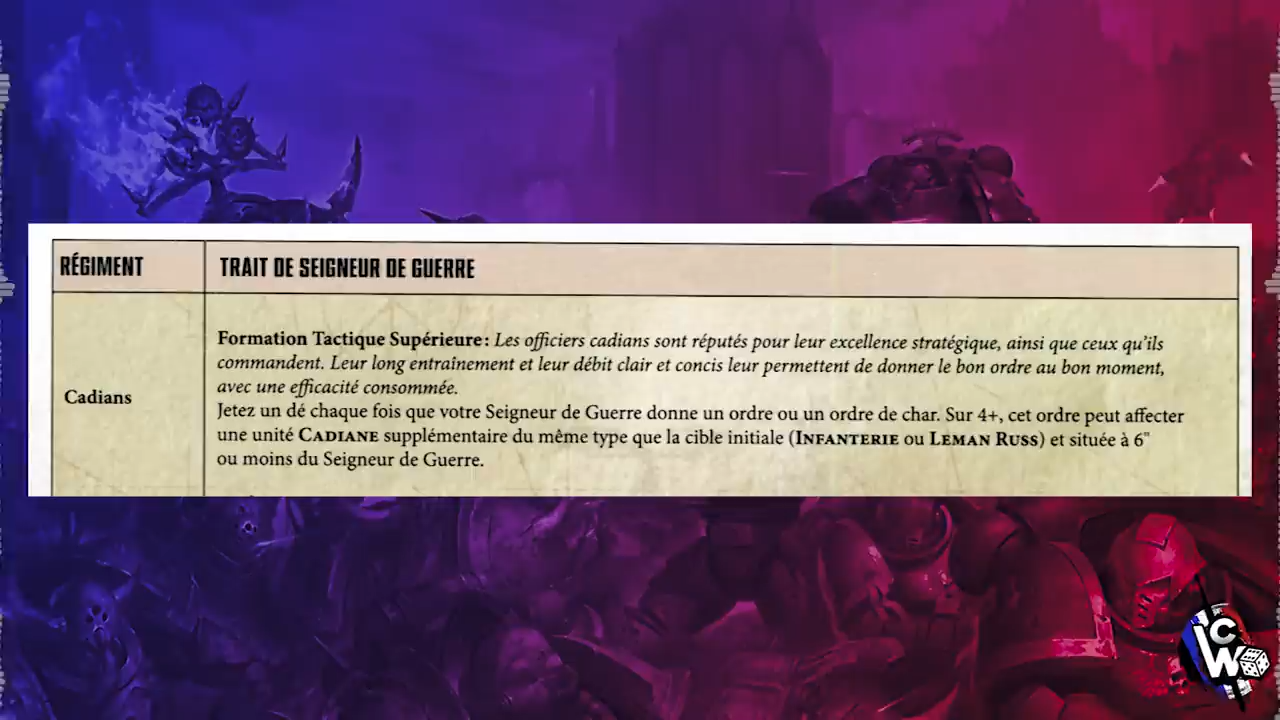 RÉGIMENT
TRAIT DE SEIGNEUR DE GUERRE
Cadians
Formation Tactique Supérieure: Les officiers cadians sont réputés pour leur excellence stratégique, ainsi que ceux qu'ils
commandent. Leur long entraînement et leur débit clair et concis leur permettent de donner le bon ordre au bon moment,
avec une efficacité consommée.
Jetez un dé chaque fois que votre Seigneur de Guerre donne un ordre ou un ordre de char. Sur 4+, cet ordre peut affecter
une unité CADIANE supplémentaire du même type que la cible initiale (INFANTERIE ou LEMAN RUSS) et située à 6"
ou moins du Seigneur de Guerre.
ICW